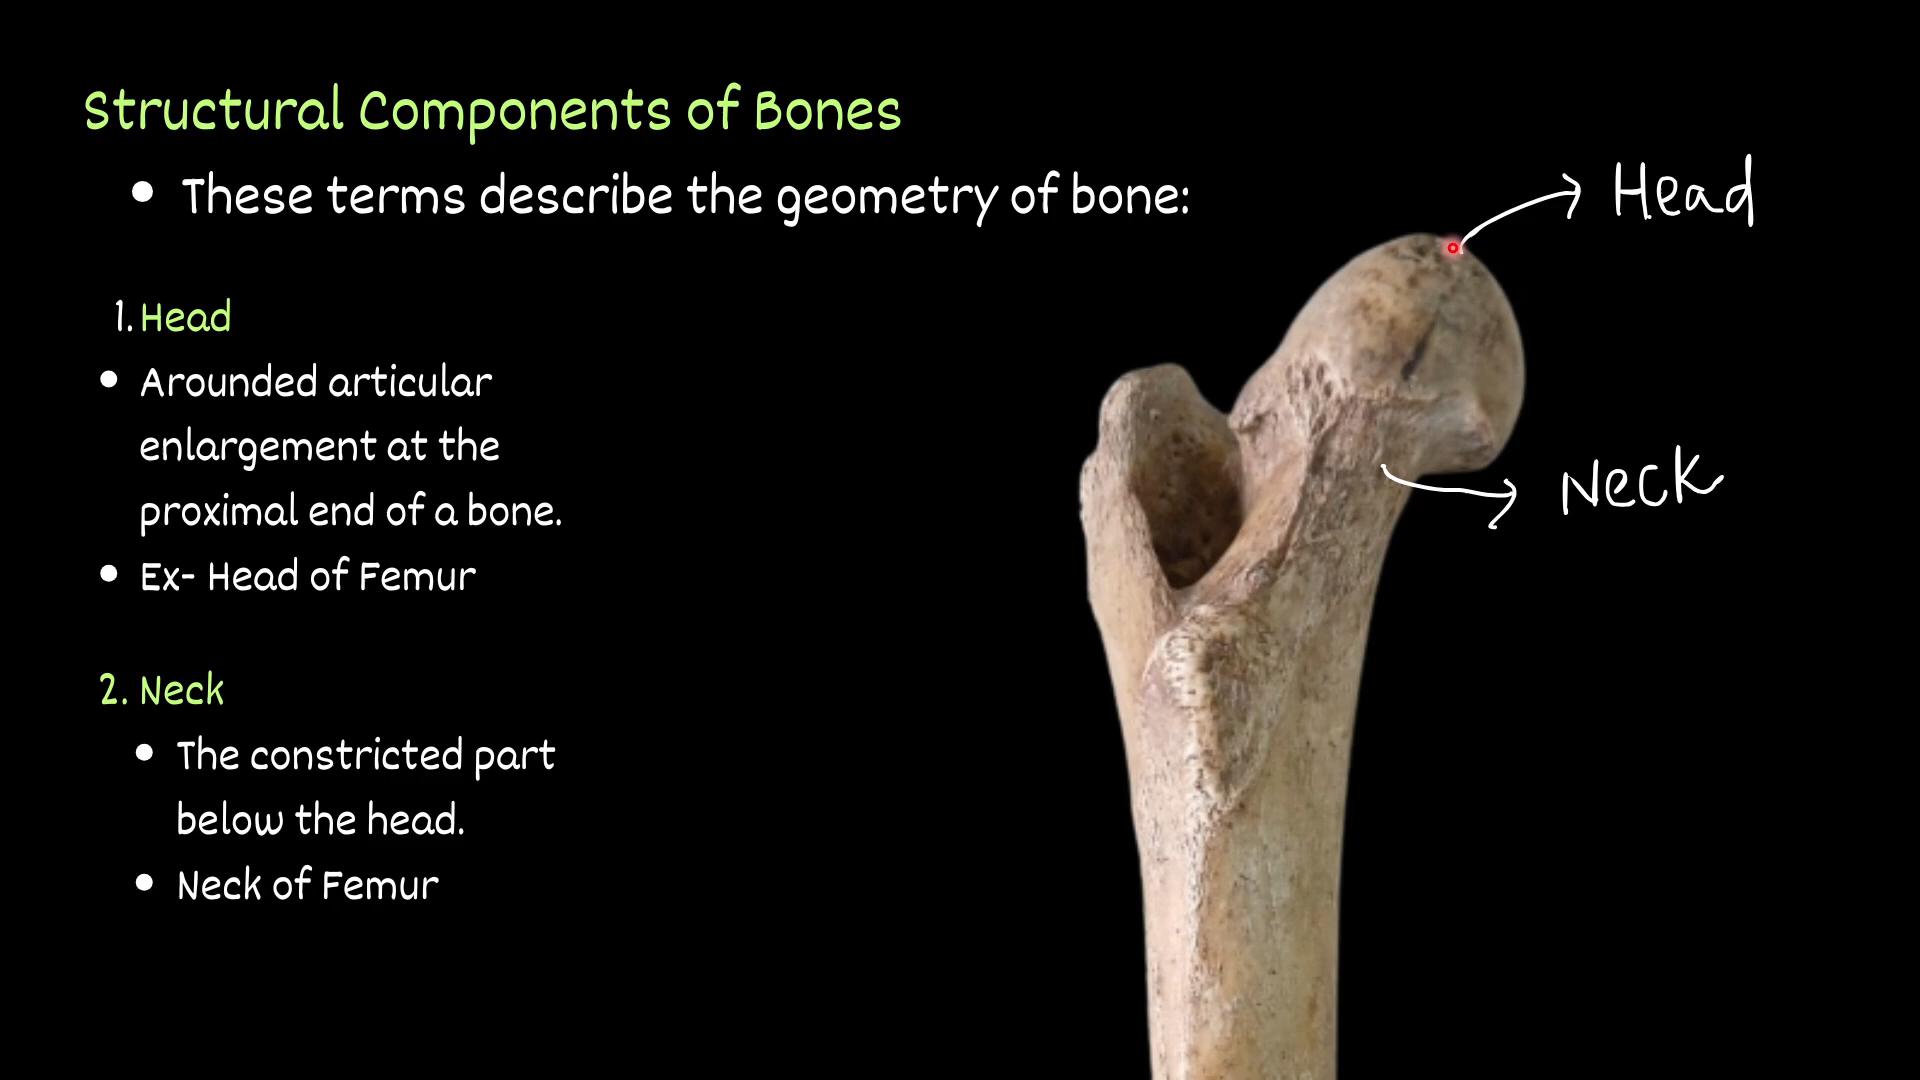 Structural Components of Bones
• These terms describe the geometry of bone:
Head
1. Head
• Arounded articular
enlargement at the
proximal end of a bone.
• Ex- Head of Femur
Neck
2. Neck
• The constricted part
below the head.
• Neck of Femur